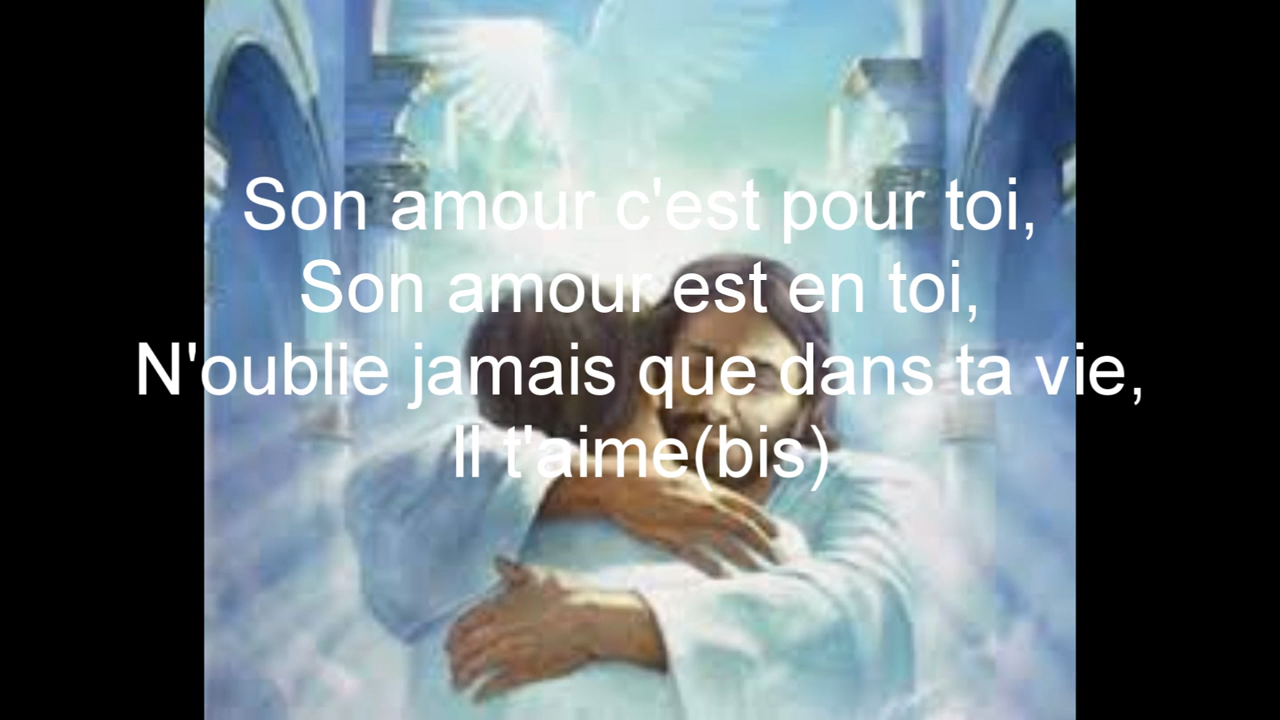 Son amour c'est pour toi,
Son amour est en toi,
N'oublie jamais que dans ta vie,
Il t'aime(bis)